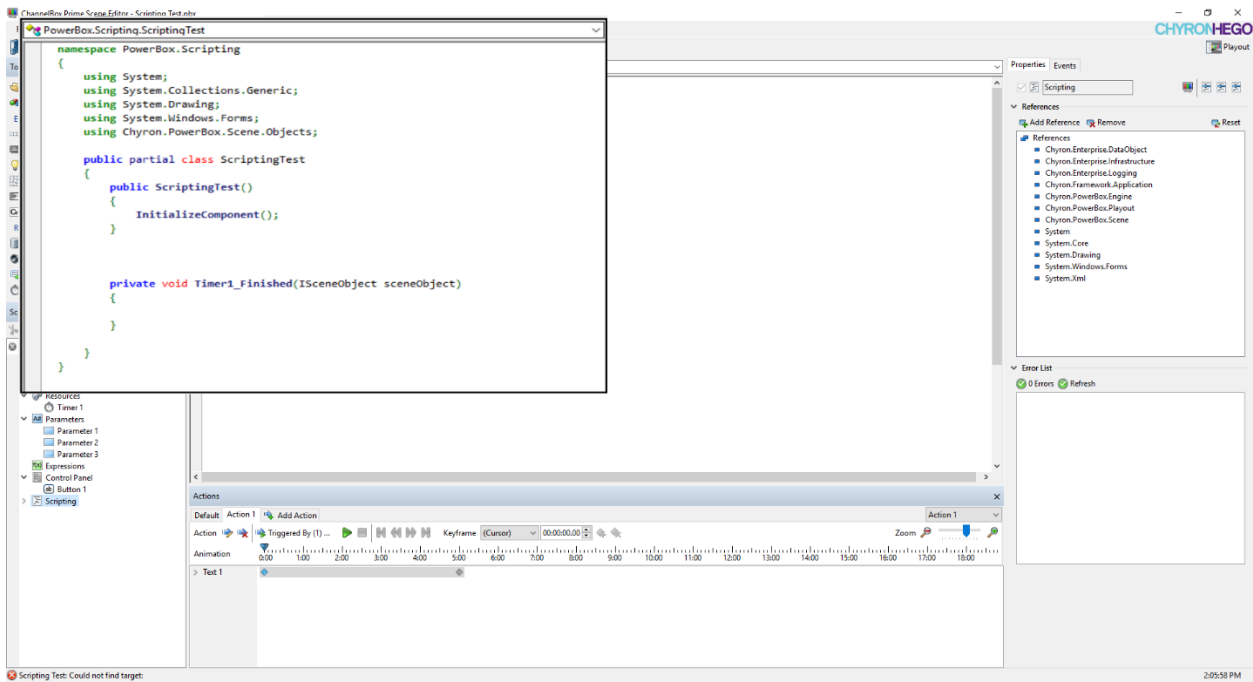 ChannelBox Prime Scene Editor - Scripting Test.pbx
CHYRONHEGO
Playout
PowerBox.Scripting.ScriptingTest
namespace PowerBox.Scripting
{
using System;
using System.Collections.Generic;
using System.Drawing;
using System.Windows.Forms;
using Chyron.PowerBox.Scene.Objects;
public partial class ScriptingTest
{
public ScriptingTest()
{
InitializeComponent();
}
private void Timer1_Finished(ISceneObject sceneObject)
{
}
}
}
Resources
Timer 1
Parameters
Parameter 1
Parameter 2
Parameter 3
Expressions
Control Panel
Button 1
Scripting
Actions
Default Action 1 Add Action Action 1
Action Triggered By (1) ... Keyframe (Cursor) 00:00:00.00 Zoom
Animation 0:00 1:00 2:00 3:00 4:00 5:00 6:00 7:00 8:00 9:00 10:00 11:00 12:00 13:00 14:00 15:00 16:00 17:00 18:00
Text 1
Properties Events
Scripting
References
Add Reference Remove Reset
References
Chyron.Enterprise.DataObject
Chyron.Enterprise.Infrastructure
Chyron.Enterprise.Logging
Chyron.Framework.Application
Chyron.PowerBox.Engine
Chyron.PowerBox.Playout
Chyron.PowerBox.Scene
System
System.Core
System.Drawing
System.Windows.Forms
System.Xml
Error List
0 Errors Refresh
Scripting Test: Could not find target:
2:05:58 PM